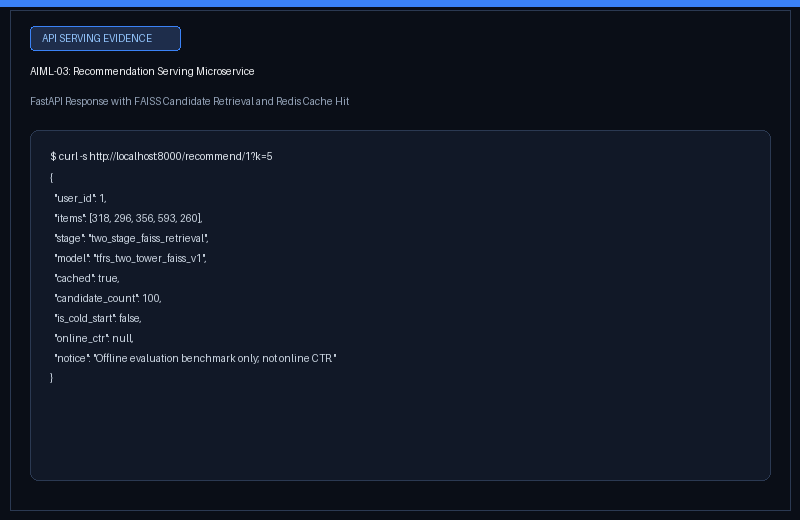 API SERVING EVIDENCE
AIML-03: Recommendation Serving Microservice
FastAPI Response with FAISS Candidate Retrieval and Redis Cache Hit
$ curl -s http://localhost:8000/recommend/1?k=5
{
"user_id": 1,
"items": [318, 296, 356, 593, 260],
"stage": "two_stage_faiss_retrieval",
"model": "tfrs_two_tower_faiss_v1",
"cached": true,
"candidate_count": 100,
"is_cold_start": false,
"online_ctr": null,
"notice": "Offline evaluation benchmark only; not online CTR."
}